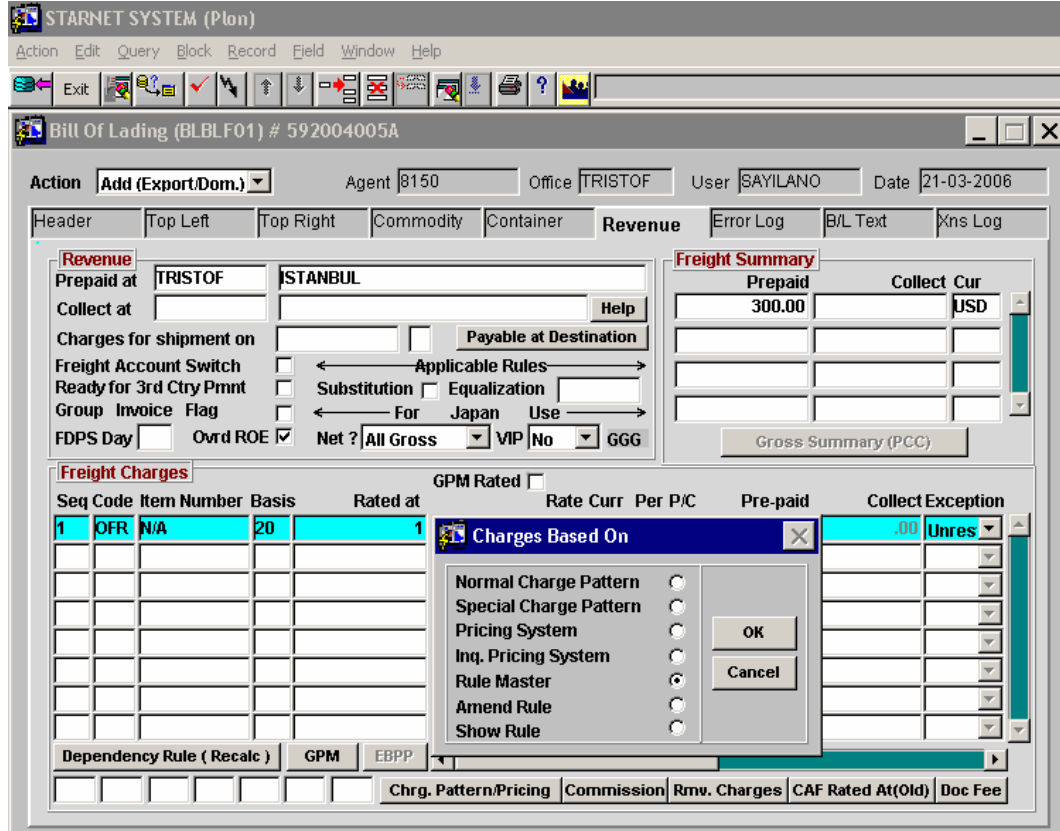 STARNET SYSTEM (Plon)
Action Edit Query Block Record Field Window Help
Exit ?
Bill Of Lading (BLBLF01) # 592004005A
Action Add (Export/Dom.) Agent 8150 Office TRISTOF User SAYILANO Date 21-03-2006
Header Top Left Top Right Commodity Container Revenue Error Log B/L Text Xns Log
Revenue
Prepaid at TRISTOF ISTANBUL
Collect at Help
Charges for shipment on Payable at Destination
Freight Account Switch Applicable Rules
Ready for 3rd Ctry Pmnt Substitution Equalization
Group Invoice Flag For Japan Use
FDPS Day Ovrd ROE Net ? All Gross VIP No GGG
Freight Summary
Prepaid Collect Cur
300.00 USD
Gross Summary (PCC)
Freight Charges
GPM Rated
Seq Code Item Number Basis Rated at Rate Curr Per P/C Pre-paid Collect Exception
1 OFR N/A 20 1 .00 Unres
Charges Based On
Normal Charge Pattern
Special Charge Pattern
Pricing System
Inq. Pricing System
Rule Master
Amend Rule
Show Rule
OK
Cancel
Dependency Rule ( Recalc ) GPM EBPP
Chrg. Pattern/Pricing Commission Rmv. Charges CAF Rated At(Old) Doc Fee